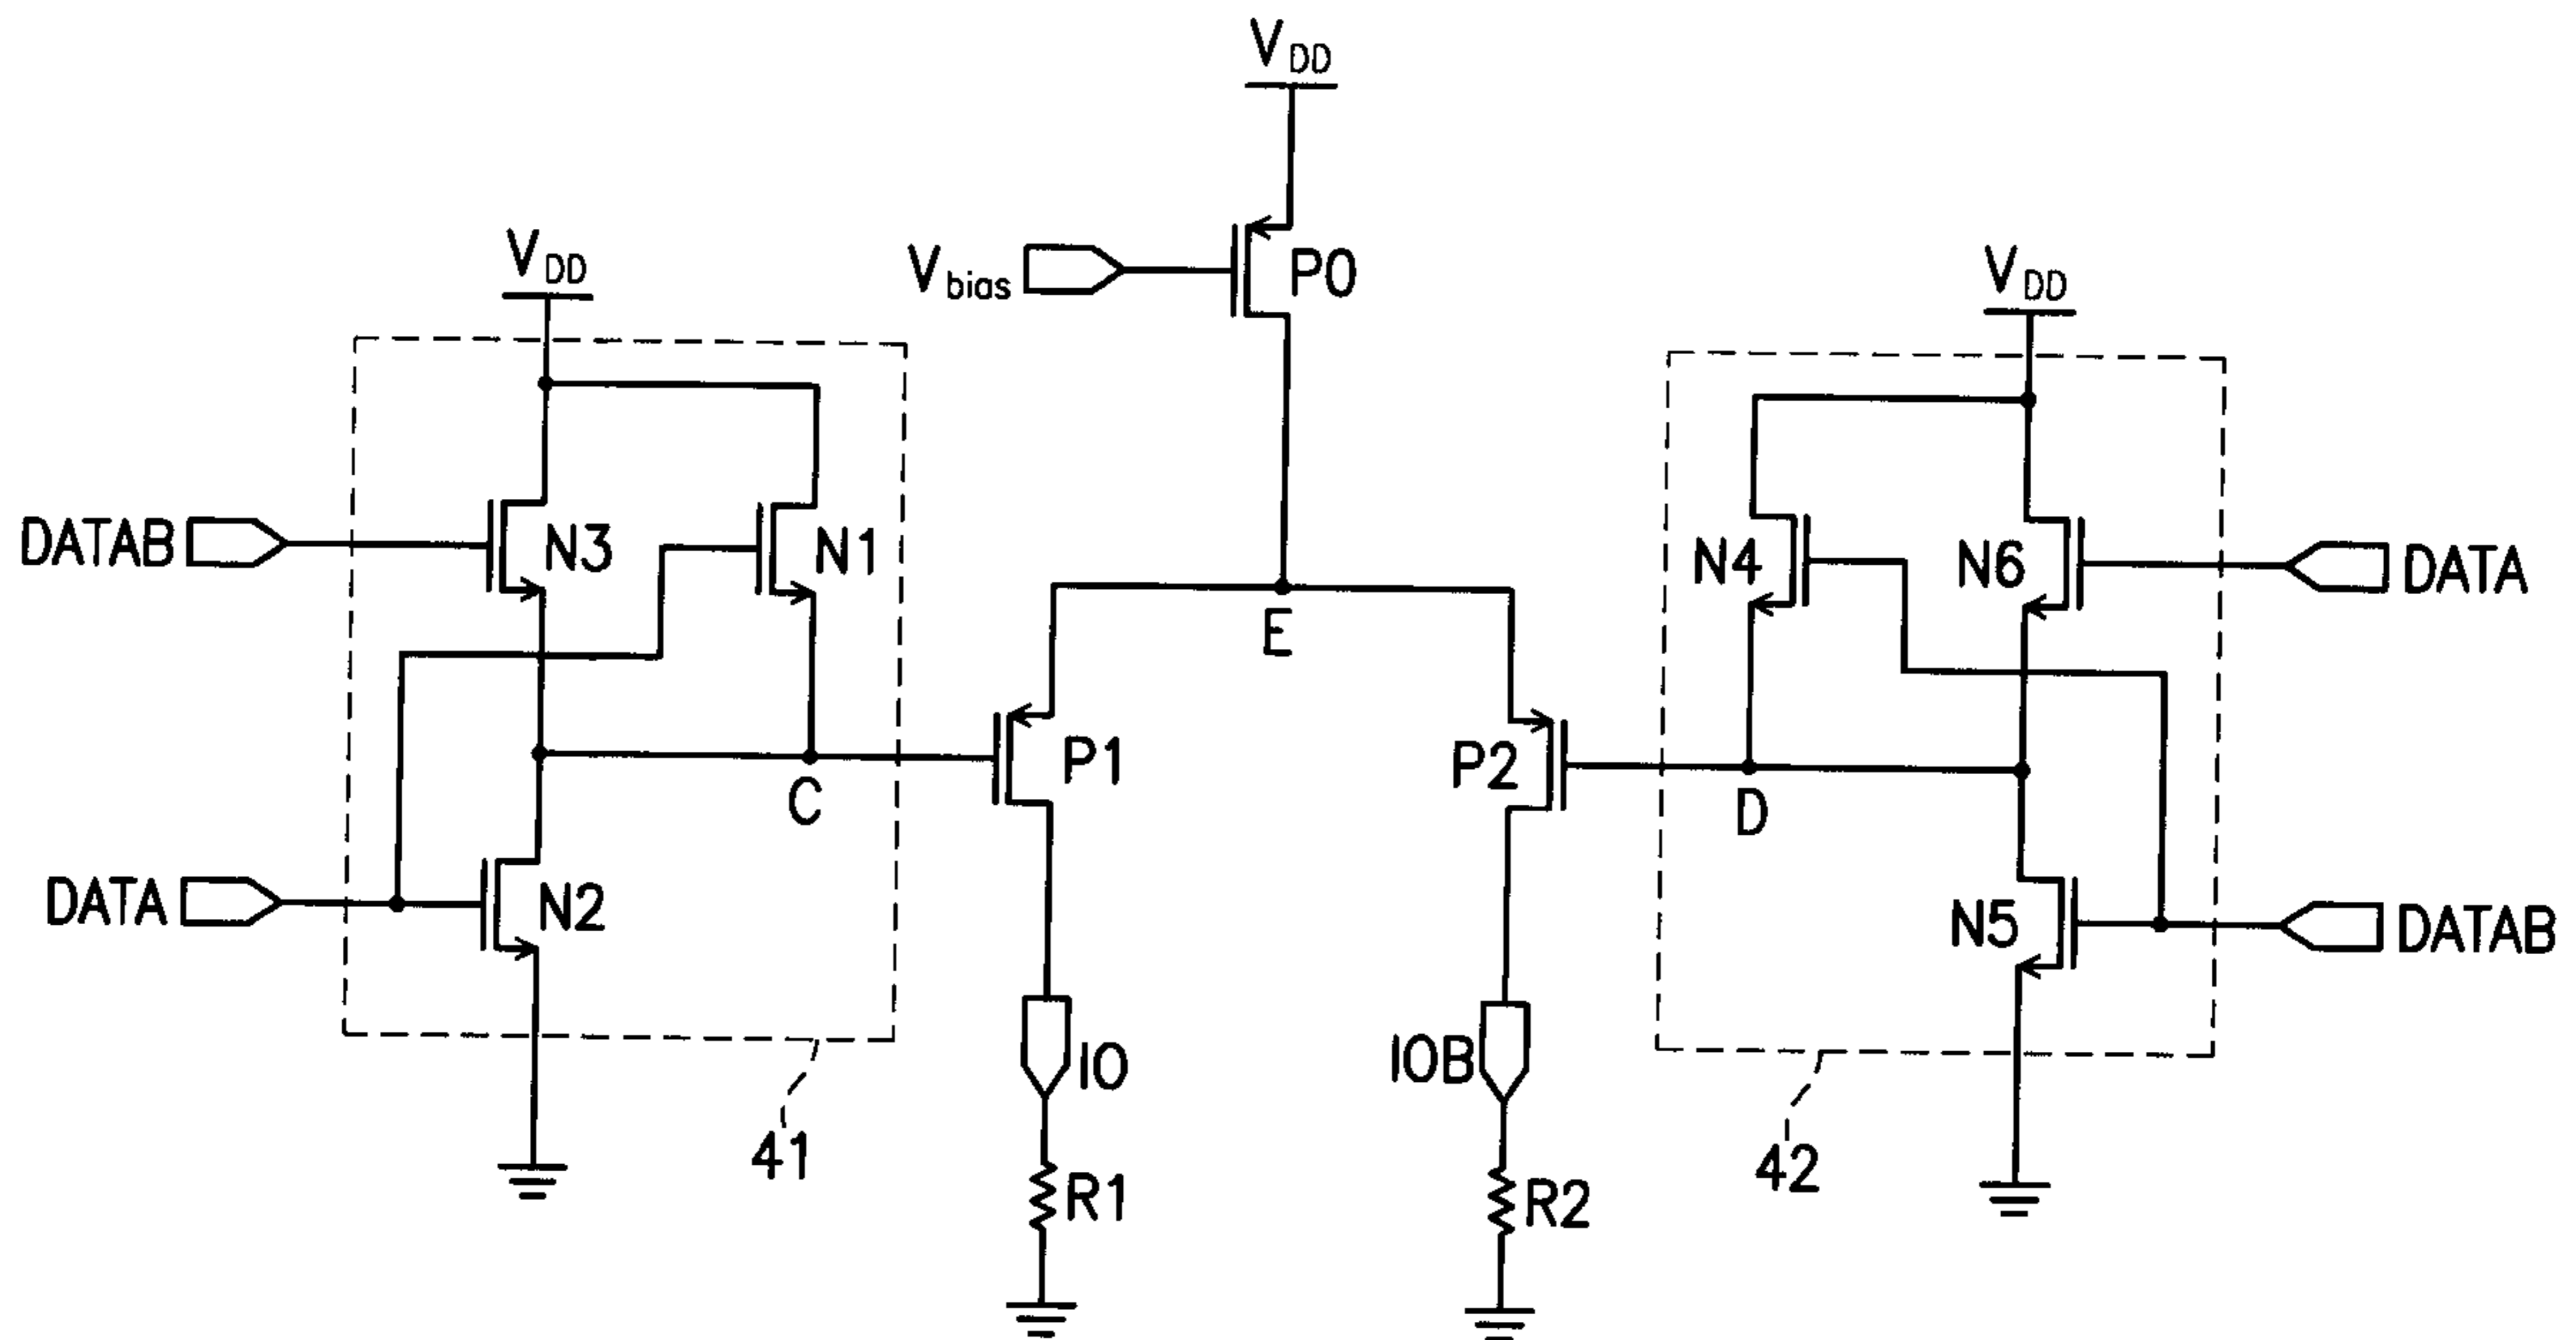 VDD
VDD
Vbias
P0
VDD
DATAB
N3
N1
N4
N6
DATA
E
P1
P2
C
D
DATA
N2
N5
DATAB
IO
IOB
41
R1
42
R2